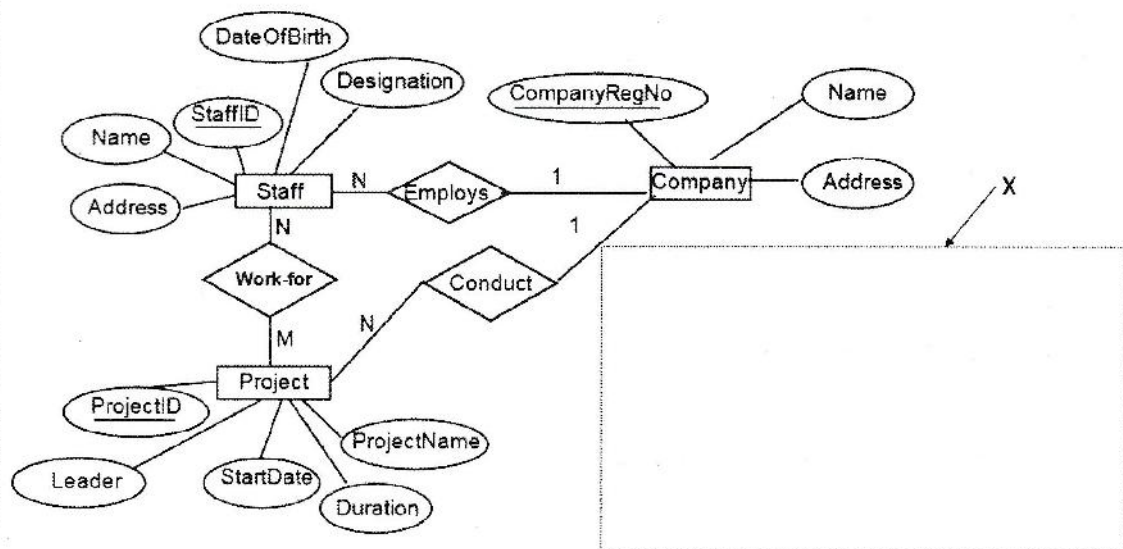 DateOfBirth
Designation
CompanyRegNo
Name
StaffID
Name
Staff
N
Employs
1
Company
Address
Address
X
N
1
Work-for
Conduct
N
M
Project
ProjectID
ProjectName
Leader
StartDate
Duration